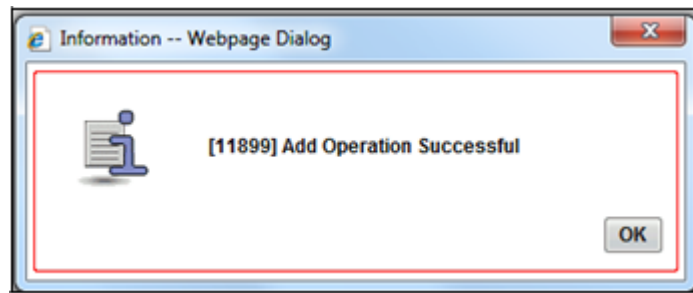 Information -- Webpage Dialog
[11899] Add Operation Successful
OK